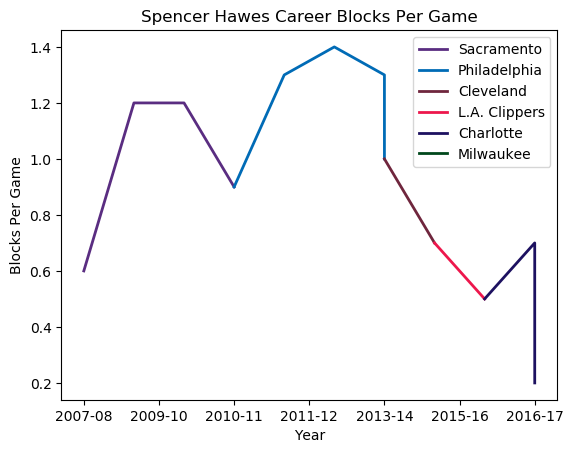 Spencer Hawes Career Blocks Per Game
1.4
1.2
1.0
0.8
0.6
0.4
0.2
Blocks Per Game
Sacramento
Philadelphia
Cleveland
L.A. Clippers
Charlotte
Milwaukee
2007-08 2009-10 2010-11 2011-12 2013-14 2015-16 2016-17
Year